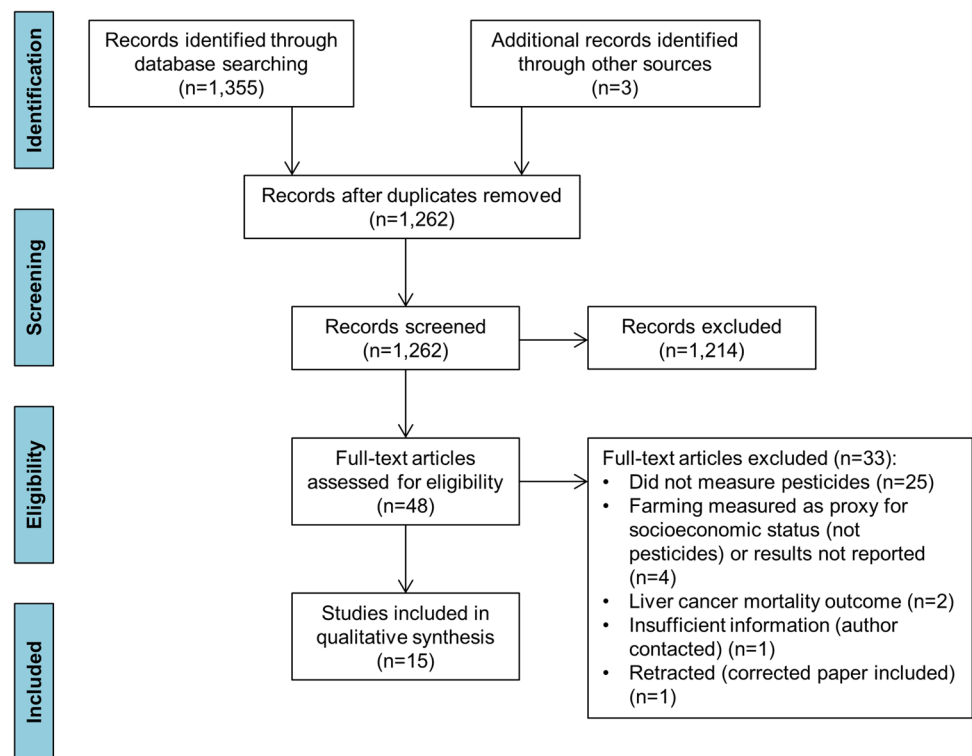 Identification
Records identified through
database searching
(n=1,355)
Additional records identified
through other sources
(n=3)
Records after duplicates removed
(n=1,262)
Screening
Records screened
(n=1,262)
Records excluded
(n=1,214)
Eligibility
Full-text articles
assessed for eligibility
(n=48)
Full-text articles excluded (n=33):
• Did not measure pesticides (n=25)
• Farming measured as proxy for
socioeconomic status (not
pesticides) or results not reported
(n=4)
• Liver cancer mortality outcome (n=2)
• Insufficient information (author
contacted) (n=1)
• Retracted (corrected paper included)
(n=1)
Included
Studies included in
qualitative synthesis
(n=15)